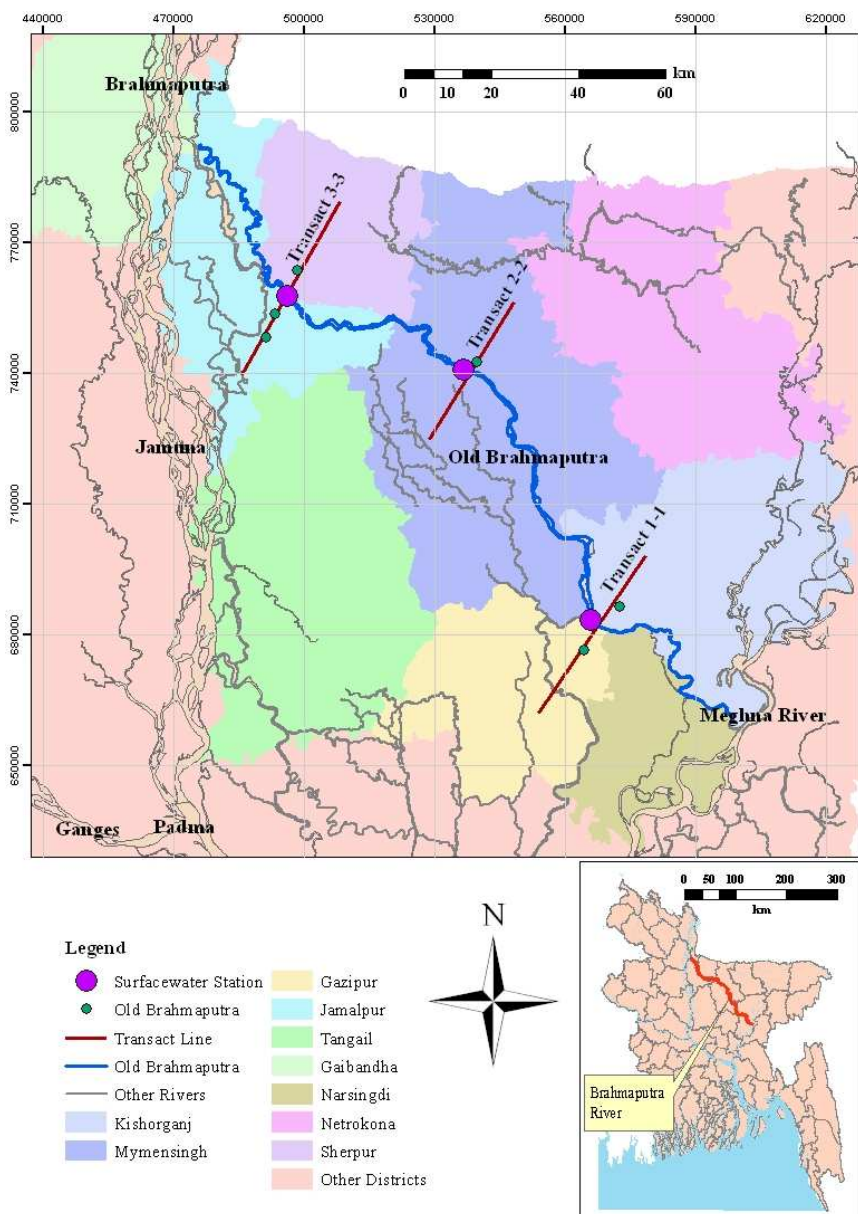 440000 470000 500000 530000 560000 590000 620000
Brahmaputra
km
0 10 20 40 60
800000
770000
740000
710000
680000
650000
Transact 3-3
Transact 2-2
Jamuna
Old Brahmaputra
Transact 1-1
Meghna River
Ganges
Padma
N
Legend
Surfacewater Station
Old Brahmaputra
Transact Line
Old Brahmaputra
Other Rivers
Kishorganj
Mymensingh
Gazipur
Jamalpur
Tangail
Gaibandha
Narsingdi
Netrokona
Sherpur
Other Districts
0 50 100 200 300
km
Brahmaputra
River